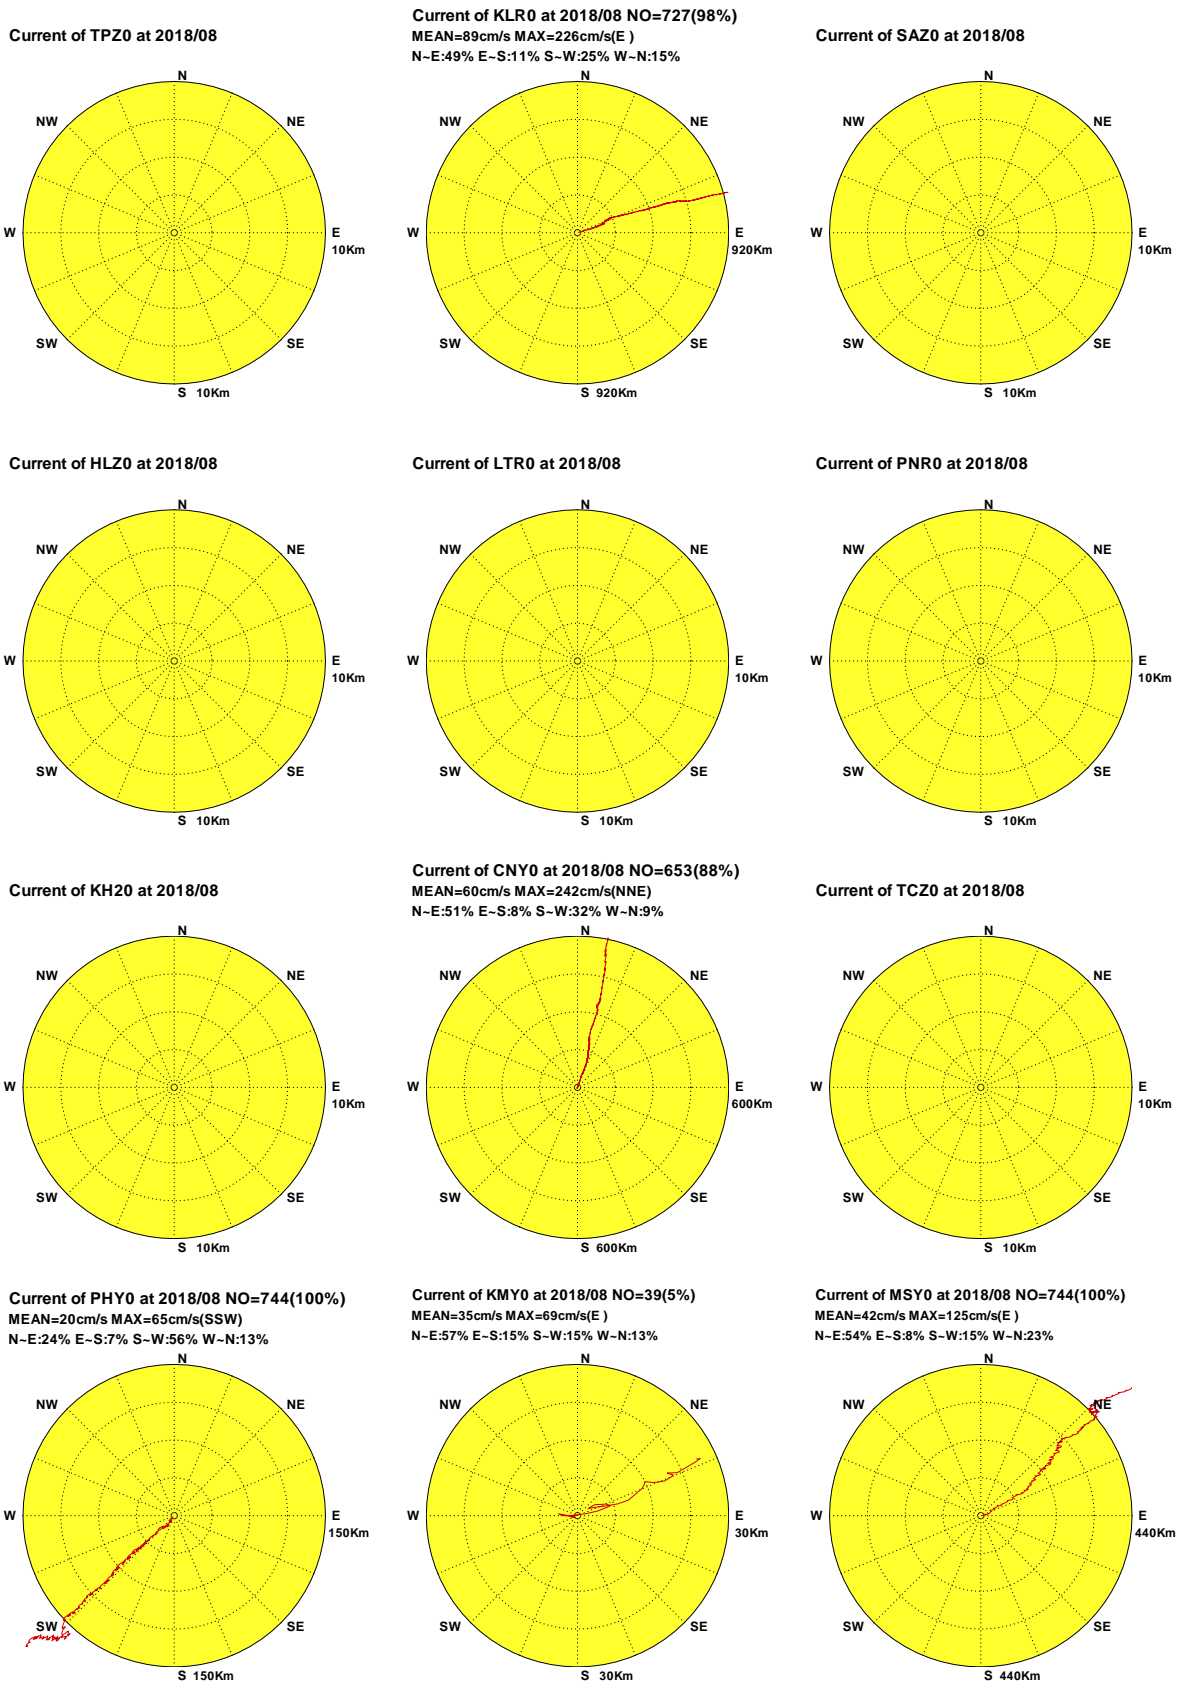 Current of TPZ0 at 2018/08
N
NW
NE
W
E
10Km
SW
SE
S 10Km
Current of KLR0 at 2018/08 NO=727(98%)
MEAN=89cm/s MAX=226cm/s(E )
N~E:49% E~S:11% S~W:25% W~N:15%
N
NW
NE
W
E
920Km
SW
SE
S 920Km
Current of SAZ0 at 2018/08
N
NW
NE
W
E
10Km
SW
SE
S 10Km
Current of HLZ0 at 2018/08
N
NW
NE
W
E
10Km
SW
SE
S 10Km
Current of LTR0 at 2018/08
N
NW
NE
W
E
10Km
SW
SE
S 10Km
Current of PNR0 at 2018/08
N
NW
NE
W
E
10Km
SW
SE
S 10Km
Current of KH20 at 2018/08
N
NW
NE
W
E
10Km
SW
SE
S 10Km
Current of CNY0 at 2018/08 NO=653(88%)
MEAN=60cm/s MAX=242cm/s(NNE)
N~E:51% E~S:8% S~W:32% W~N:9%
N
NW
NE
W
E
600Km
SW
SE
S 600Km
Current of TCZ0 at 2018/08
N
NW
NE
W
E
10Km
SW
SE
S 10Km
Current of PHY0 at 2018/08 NO=744(100%)
MEAN=20cm/s MAX=65cm/s(SSW)
N~E:24% E~S:7% S~W:56% W~N:13%
N
NW
NE
W
E
150Km
SW
SE
S 150Km
Current of KMY0 at 2018/08 NO=39(5%)
MEAN=35cm/s MAX=69cm/s(E )
N~E:57% E~S:15% S~W:15% W~N:13%
N
NW
NE
W
E
30Km
SW
SE
S 30Km
Current of MSY0 at 2018/08 NO=744(100%)
MEAN=42cm/s MAX=125cm/s(E )
N~E:54% E~S:8% S~W:15% W~N:23%
N
NW
NE
W
E
440Km
SW
SE
S 440Km